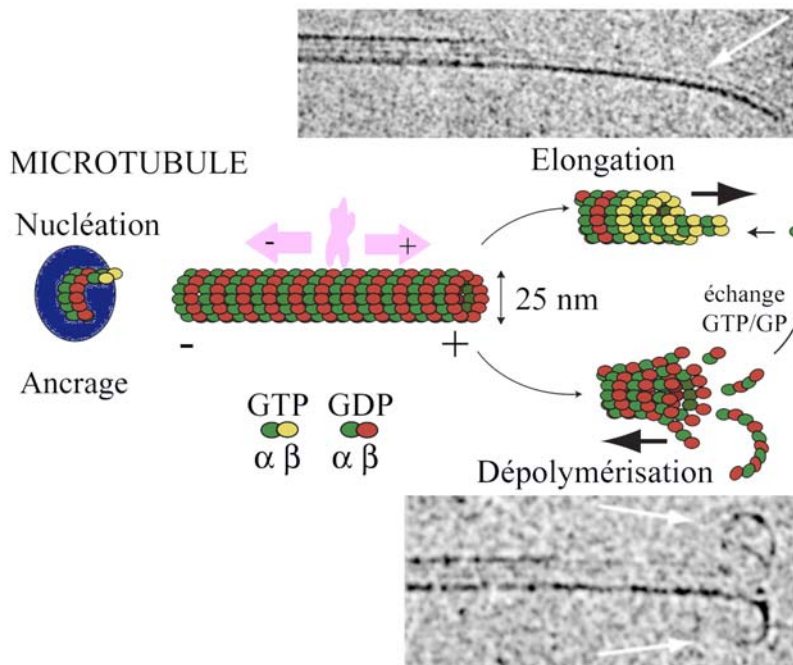 MICROTUBULE
Elongation
Nucléation
- +
25 nm
échange
GTP/GP
- +
Ancrage
GTP GDP
α β α β
Dépolymérisation